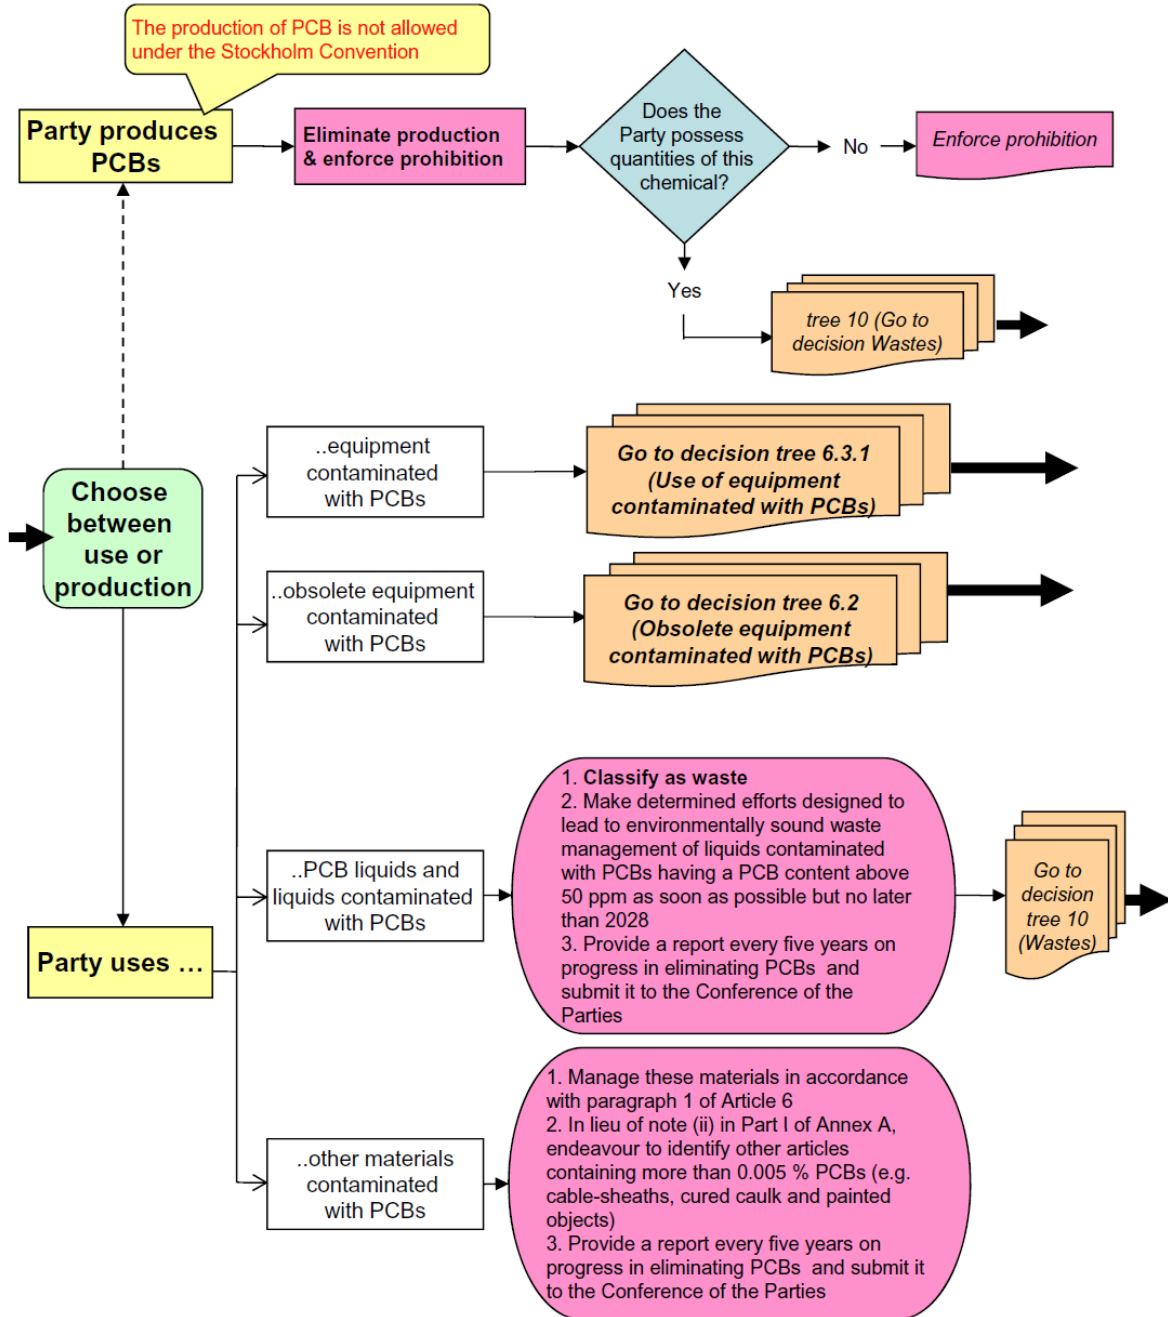 The production of PCB is not allowed
under the Stockholm Convention
Party produces
PCBs
Eliminate production
& enforce prohibition
Does the
Party possess
quantities of this
chemical?
No
Enforce prohibition
Yes
tree 10 (Go to
decision Wastes)
Choose
between
use or
production
..equipment
contaminated
with PCBs
Go to decision tree 6.3.1
(Use of equipment
contaminated with PCBs)
..obsolete equipment
contaminated
with PCBs
Go to decision tree 6.2
(Obsolete equipment
contaminated with PCBs)
Party uses ...
..PCB liquids and
liquids contaminated
with PCBs
1. Classify as waste
2. Make determined efforts designed to
lead to environmentally sound waste
management of liquids contaminated
with PCBs having a PCB content above
50 ppm as soon as possible but no later
than 2028
3. Provide a report every five years on
progress in eliminating PCBs and
submit it to the Conference of the
Parties
Go to
decision
tree 10
(Wastes)
..other materials
contaminated
with PCBs
1. Manage these materials in accordance
with paragraph 1 of Article 6
2. In lieu of note (ii) in Part I of Annex A,
endeavour to identify other articles
containing more than 0.005 % PCBs (e.g.
cable-sheaths, cured caulk and painted
objects)
3. Provide a report every five years on
progress in eliminating PCBs and submit it
to the Conference of the Parties